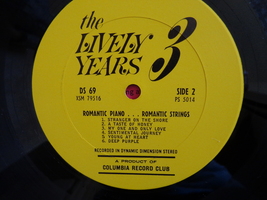 the
LIVELY
YEARS 3
DS 69 SIDE 2
XSM 79516 PS 5014
ROMANTIC PIANO . . . ROMANTIC STRINGS
1. STRANGER ON THE SHORE
2. A TASTE OF HONEY
3. MY ONE AND ONLY LOVE
4. SENTIMENTAL JOURNEY
5. YOUNG AT HEART
6. DEEP PURPLE
RECORDED IN DYNAMIC DIMENSION STEREO
A PRODUCT OF
COLUMBIA RECORD CLUB